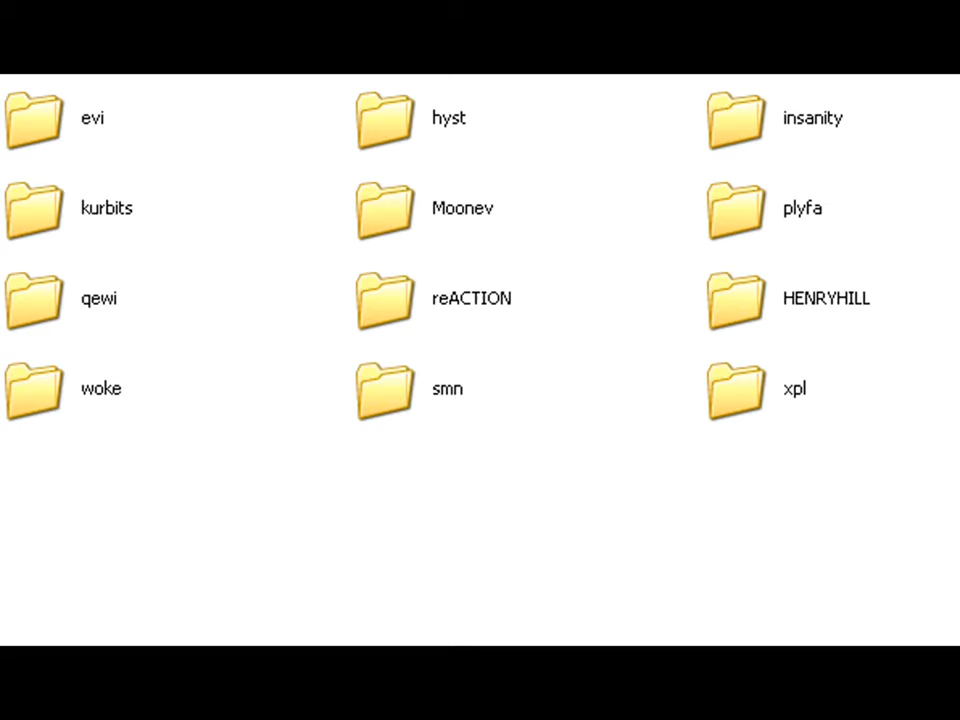 evi
hyst
insanity
kurbits
Moonev
plyfa
qewi
reACTION
HENRYHILL
woke
smn
xpl